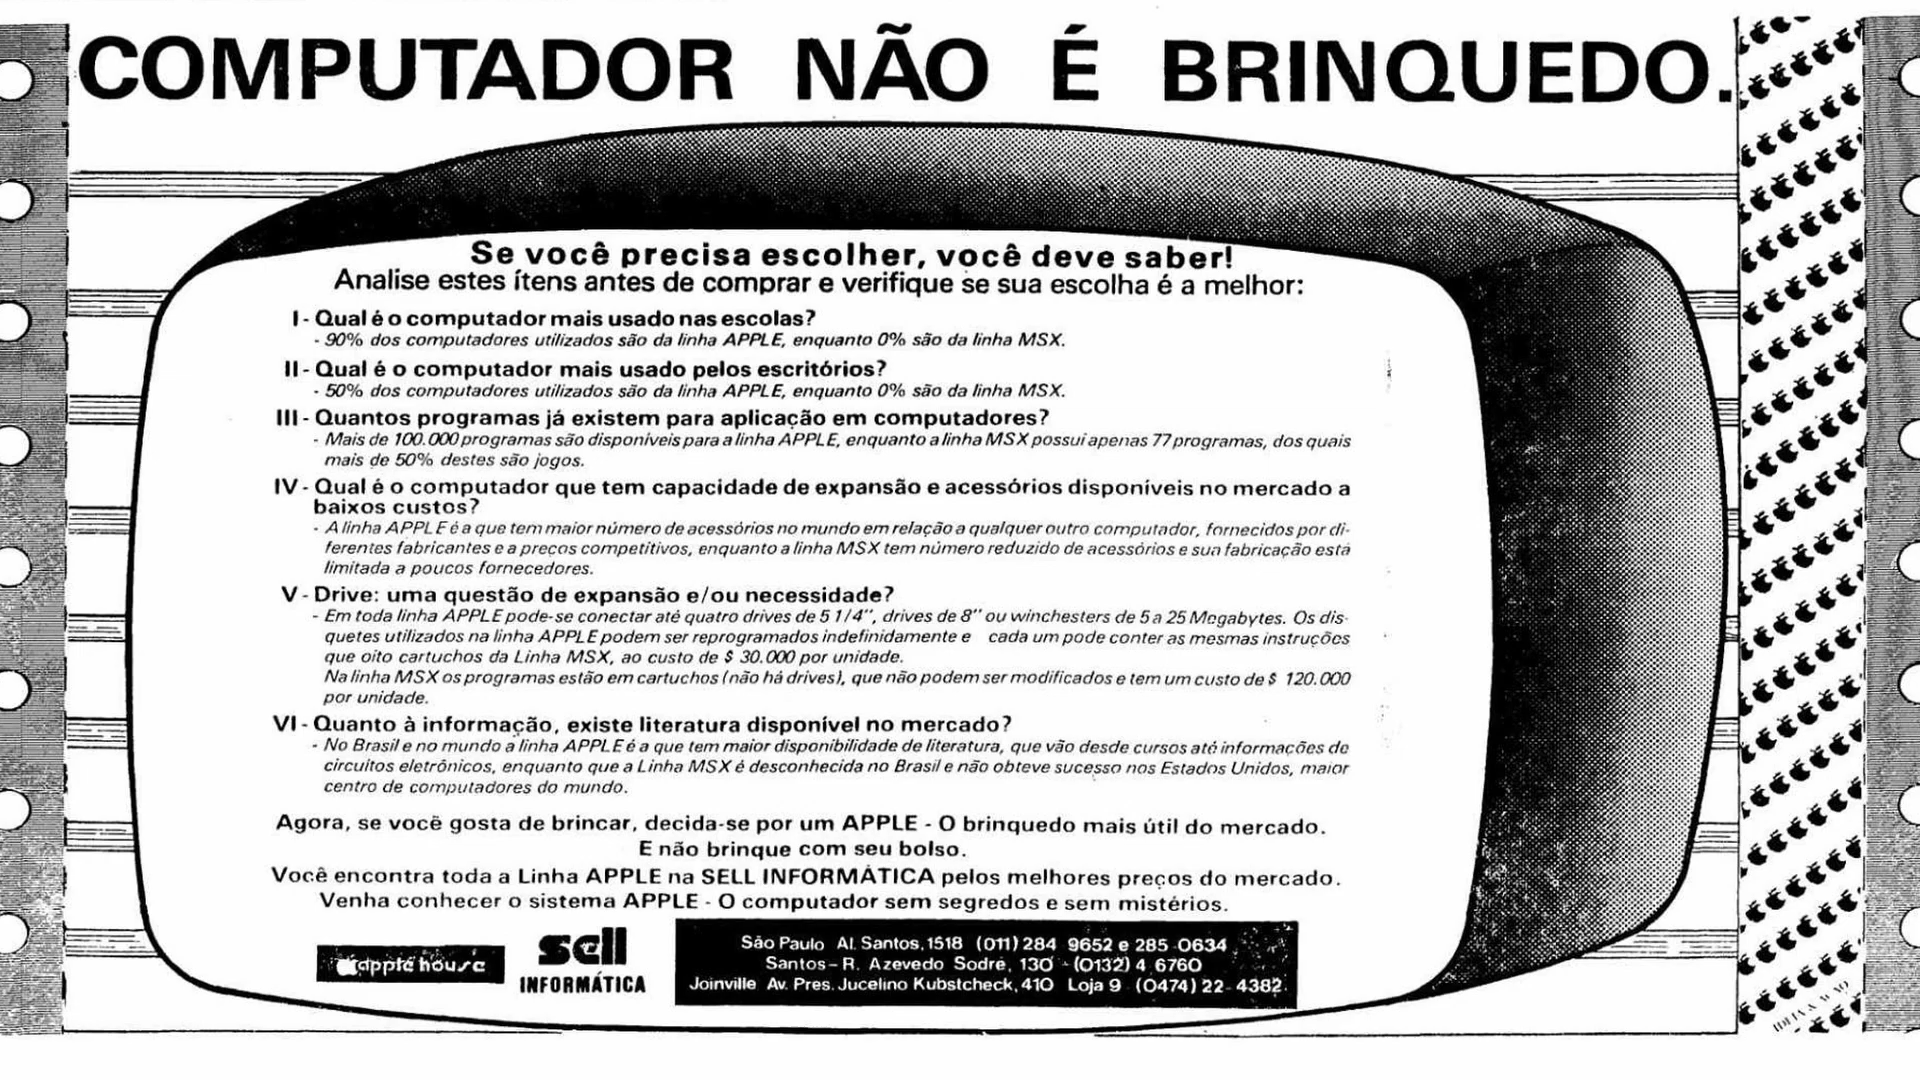 COMPUTADOR NÃO É BRINQUEDO.
Se você precisa escolher, você deve saber!
Analise estes ítens antes de comprar e verifique se sua escolha é a melhor:
I - Qual é o computador mais usado nas escolas?
- 90% dos computadores utilizados são da linha APPLE, enquanto 0% são da linha MSX.
II - Qual é o computador mais usado pelos escritórios?
- 50% dos computadores utilizados são da linha APPLE, enquanto 0% são da linha MSX.
III - Quantos programas já existem para aplicação em computadores?
- Mais de 100.000 programas são disponíveis para a linha APPLE, enquanto a linha MSX possui apenas 77 programas, dos quais
mais de 50% destes são jogos.
IV - Qual é o computador que tem capacidade de expansão e acessórios disponíveis no mercado a
baixos custos?
- A linha APPLE é a que tem maior número de acessórios no mundo em relação a qualquer outro computador, fornecidos por di-
ferentes fabricantes e a preços competitivos, enquanto a linha MSX tem número reduzido de acessórios e sua fabricação está
limitada a poucos fornecedores.
V - Drive: uma questão de expansão e/ou necessidade?
- Em toda linha APPLE pode-se conectar até quatro drives de 5 1/4", drives de 8" ou winchesters de 5 a 25 Megabytes. Os dis-
quetes utilizados na linha APPLE podem ser reprogramados indefinidamente e cada um pode conter as mesmas instruções
que oito cartuchos da Linha MSX, ao custo de $ 30.000 por unidade.
Na linha MSX os programas estão em cartuchos (não há drives), que não podem ser modificados e tem um custo de $ 120.000
por unidade.
VI - Quanto à informação, existe literatura disponível no mercado?
- No Brasil e no mundo a linha APPLE é a que tem maior disponibilidade de literatura, que vão desde cursos até informações de
circuítos eletrônicos, enquanto que a Linha MSX é desconhecida no Brasil e não obteve sucesso nos Estados Unidos, maior
centro de computadores do mundo.
Agora, se você gosta de brincar, decida-se por um APPLE - O brinquedo mais útil do mercado.
E não brinque com seu bolso.
Você encontra toda a Linha APPLE na SELL INFORMÁTICA pelos melhores preços do mercado.
Venha conhecer o sistema APPLE - O computador sem segredos e sem mistérios.
apple house
sell
INFORMÁTICA
São Paulo Al. Santos, 1518 (011) 284 9652 e 285 0634
Santos - R. Azevedo Sodré, 130 - (0132) 4 6760
Joinville Av. Pres. Jucelino Kubstcheck, 410 Loja 9 (0474) 22-4382